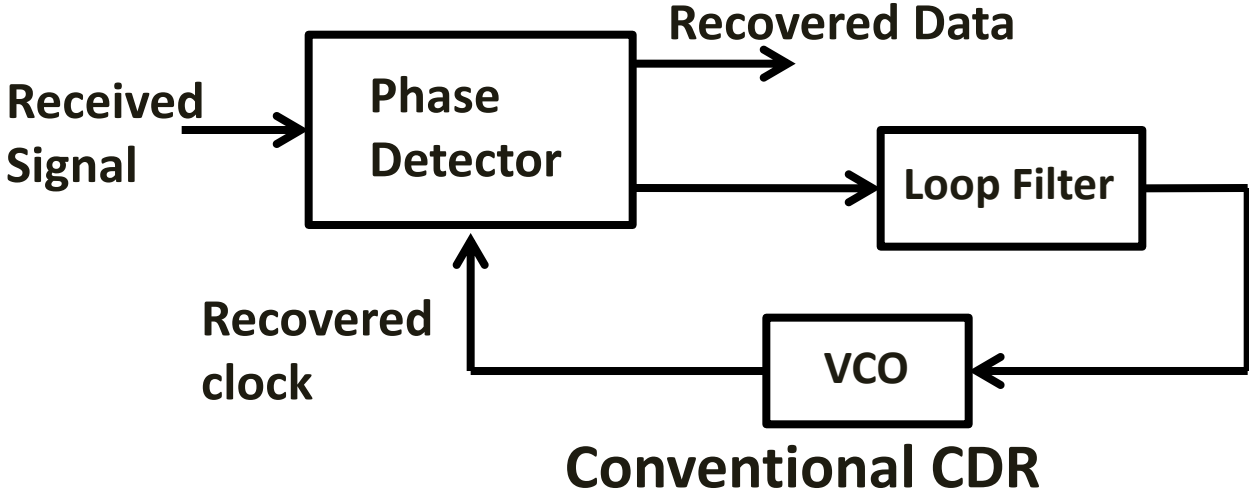 Recovered Data
Received
Signal
Phase
Detector
Loop Filter
Recovered
clock
VCO
Conventional CDR